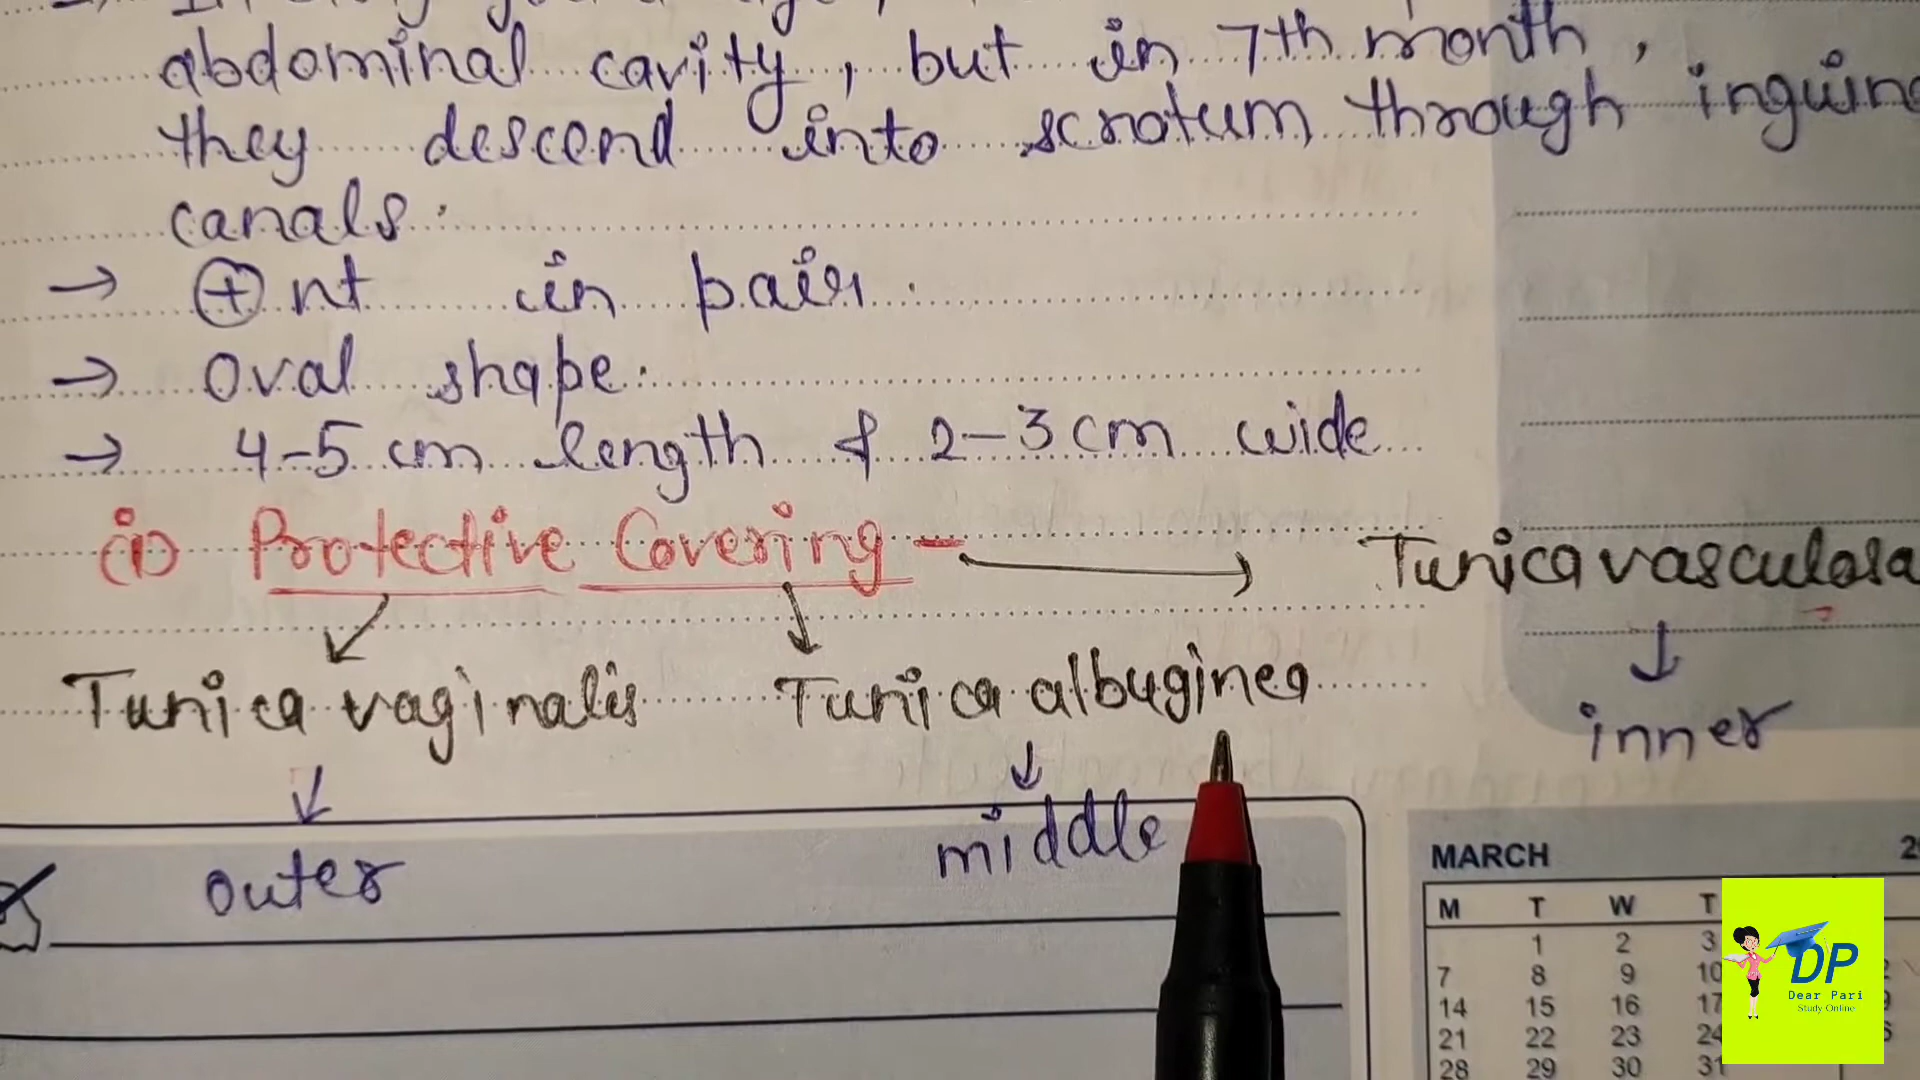 abdominal cavity, but in 7th month,
they descend into scrotum through
canals.
→ ⊕nt in pair.
→ Oval shape.
→ 4-5 cm length & 2-3 cm wide
(i) Protective Covering - → Tunica vasculosa
Tunica vaginalis Tunica albuginea
inner
outer
middle
MARCH
M T W T
1 2 3
7 8 9 10
14 15 16 17
21 22 23 24
28 29 30 31
DP
Dear Pari
Study Online